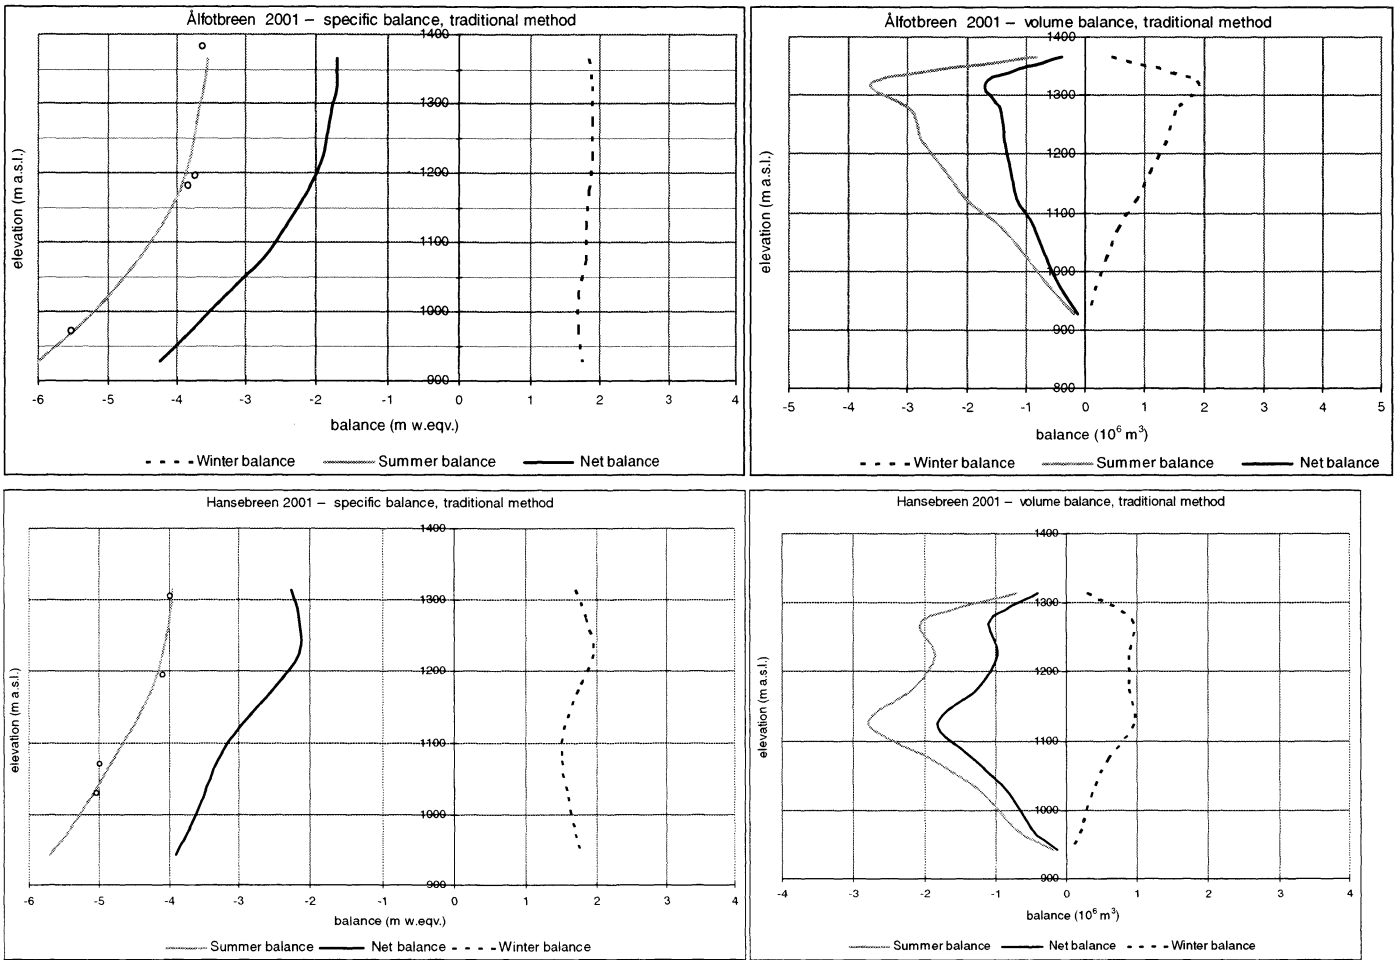 Ålfotbreen 2001 – specific balance, traditional method
1400
1300
1200
1100
1000
900
elevation (m a.s.l.)
-6 -5 -4 -3 -2 -1 0 1 2 3 4
balance (m w.eqv.)
Winter balance Summer balance Net balance
Ålfotbreen 2001 – volume balance, traditional method
1400
1300
1200
1100
1000
900
800
elevation (m a.s.l.)
-5 -4 -3 -2 -1 0 1 2 3 4 5
balance (10⁶ m³)
Winter balance Summer balance Net balance
Hansebreen 2001 – specific balance, traditional method
1400
1300
1200
1100
1000
900
elevation (m a.s.l.)
-6 -5 -4 -3 -2 -1 0 1 2 3 4
balance (m w.eqv.)
Summer balance Net balance Winter balance
Hansebreen 2001 – volume balance, traditional method
1400
1300
1200
1100
1000
900
elevation (m a.s.l.)
-4 -3 -2 -1 0 1 2 3 4
balance (10⁶ m³)
Summer balance Net balance Winter balance